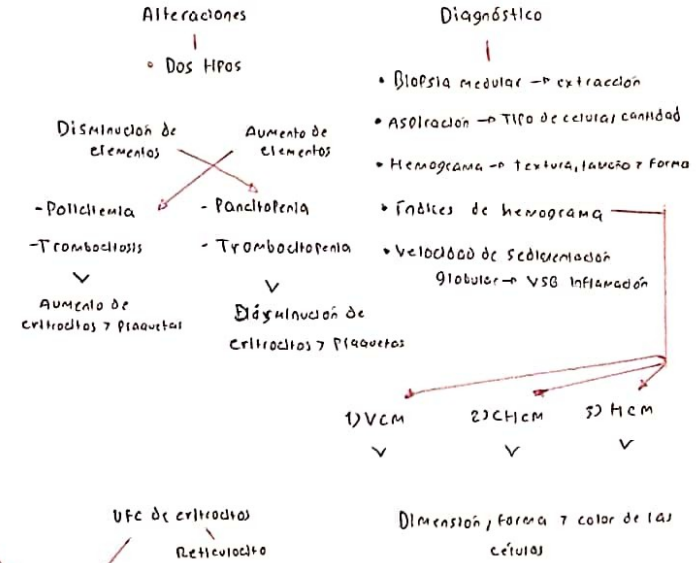 Alteraciones
• Dos tipos
Disminución de
elementos
Aumento de
elementos
- Policitemia
- Trombocitosis
Aumento de
eritrocitos y plaquetas
- Pancitopenia
- Trombocitopenia
Disminución de
eritrocitos y plaquetas
Diagnóstico
• Biopsia medular → extracción
• Aspiración → Tipo de celular cantidad
• Hemograma → textura, tamaño y forma
• Índices de hemograma
• Velocidad de sedimentación
globular → VSG inflamación
1) VCM
2) CHCM
3) HCM
Dimensión, forma y color de las
células
UFC de eritrocitos
Reticulocito